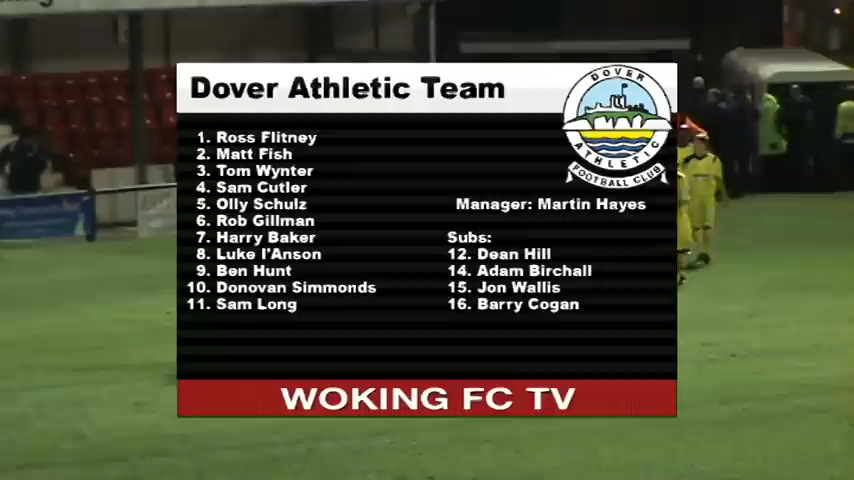 Dover Athletic Team
DOVER
ATHLETIC
FOOTBALL CLUB
1. Ross Flitney
2. Matt Fish
3. Tom Wynter
4. Sam Cutler
5. Olly Schulz
6. Rob Gillman
7. Harry Baker
8. Luke I'Anson
9. Ben Hunt
10. Donovan Simmonds
11. Sam Long
Manager: Martin Hayes
Subs:
12. Dean Hill
14. Adam Birchall
15. Jon Wallis
16. Barry Cogan
WOKING FC TV